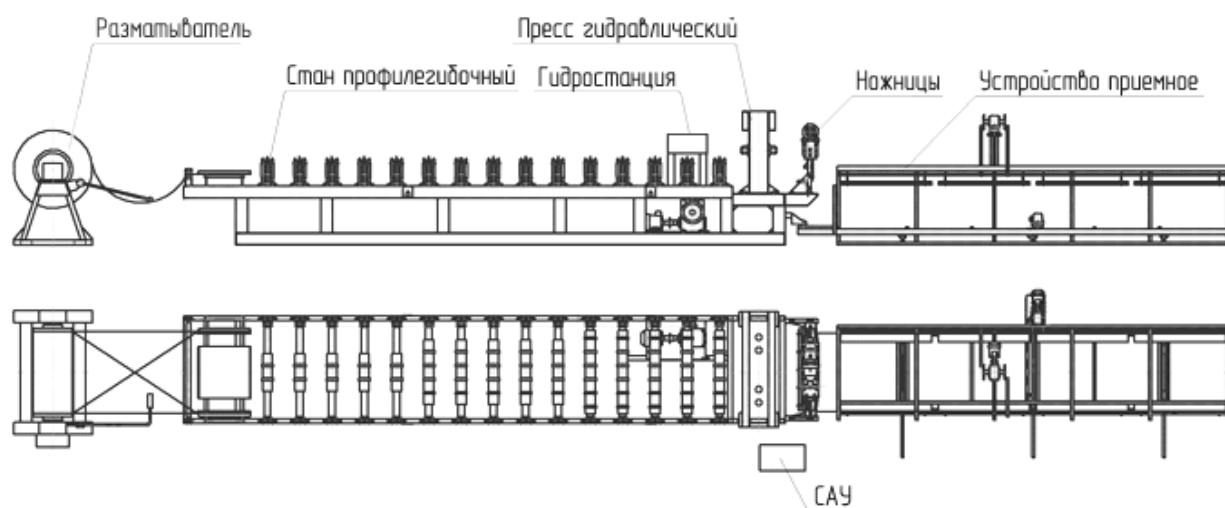 Разматыватель
Пресс гидравлический
Стан профилегибочный
Гидростанция
Ножницы
Устройство приемное
САУ